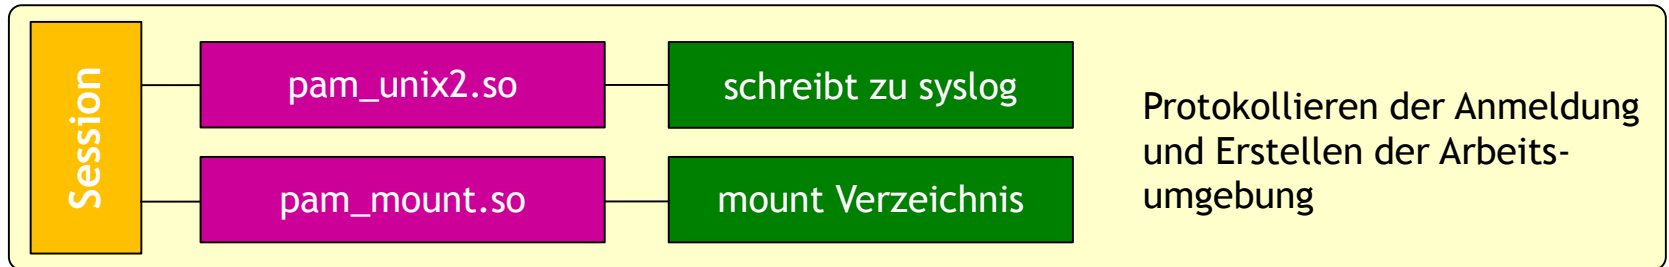 Session
pam_unix2.so
schreibt zu syslog
pam_mount.so
mount Verzeichnis
Protokollieren der Anmeldung
und Erstellen der Arbeits-
umgebung